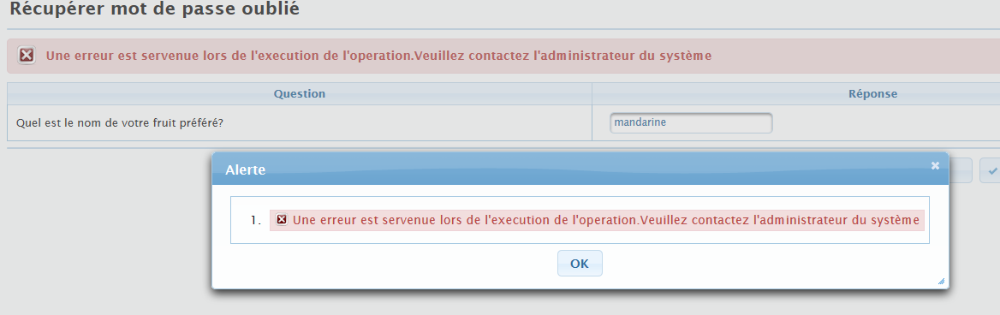 Récupérer mot de passe oublié
Une erreur est servenue lors de l'execution de l'operation.Veuillez contactez l'administrateur du système
Question Réponse
Quel est le nom de votre fruit préféré? mandarine
Alerte
1. Une erreur est servenue lors de l'execution de l'operation.Veuillez contactez l'administrateur du système
OK